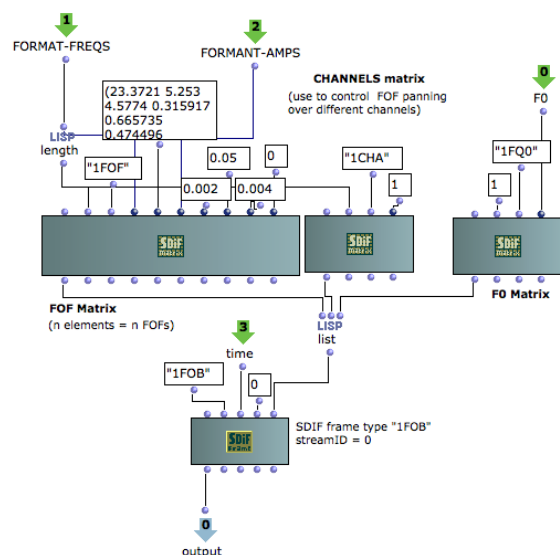 1
FORMAT-FREQS
2
FORMANT-AMPS
(23.3721 5.253
4.5774 0.315917
0.665735
0.474496
CHANNELS matrix
(use to control FOF panning
over different channels)
0
F0
LISP
length
"1FOF"
0.05
0
0.002
0.004
"1CHA"
1
"1FQ0"
1
SDIF
matrix
SDIF
matrix
SDIF
matrix
FOF Matrix
(n elements = n FOFs)
F0 Matrix
LISP
list
3
time
"1FOB"
0
SDIF
frame
SDIF frame type "1FOB"
streamID = 0
0
output